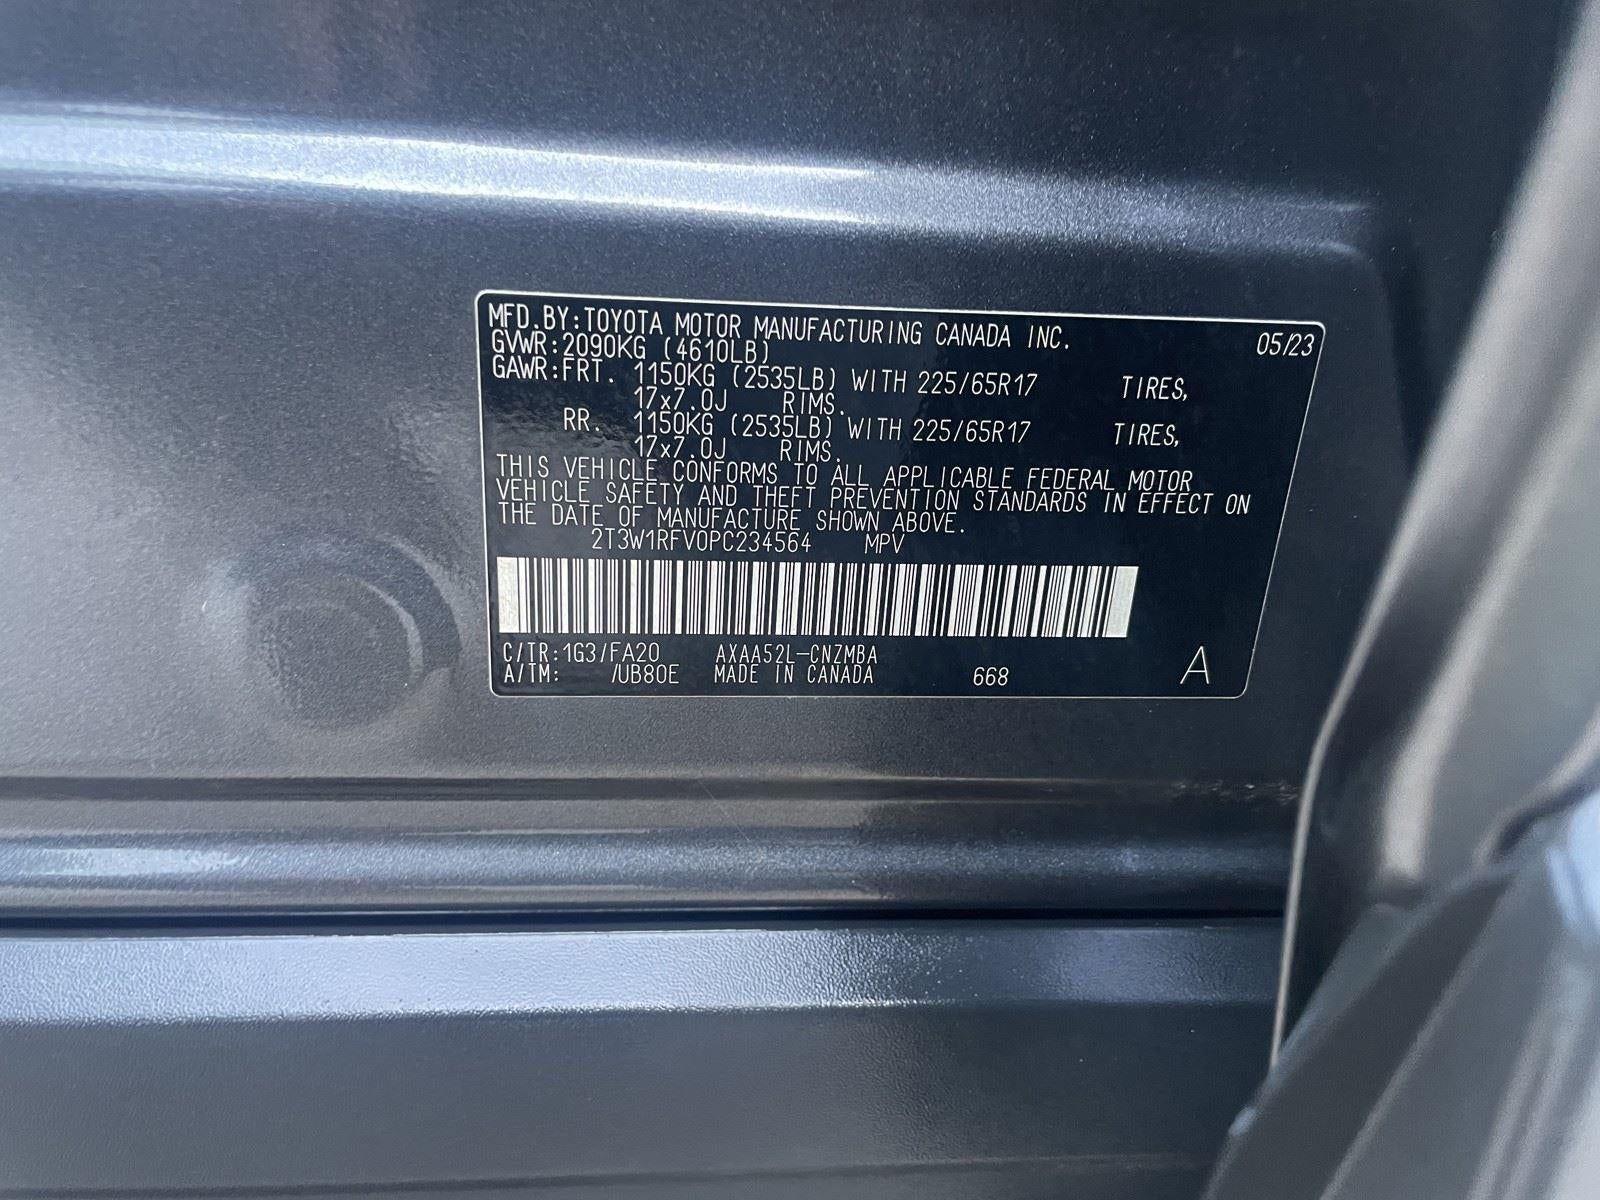 MFD.BY:TOYOTA MOTOR MANUFACTURING CANADA INC. 05/23
GVWR:2090KG (4610LB)
GAWR:FRT. 1150KG (2535LB) WITH 225/65R17 TIRES,
17x7.0J RIMS.
RR. 1150KG (2535LB) WITH 225/65R17 TIRES,
17x7.0J RIMS.
THIS VEHICLE CONFORMS TO ALL APPLICABLE FEDERAL MOTOR
VEHICLE SAFETY AND THEFT PREVENTION STANDARDS IN EFFECT ON
THE DATE OF MANUFACTURE SHOWN ABOVE.
2T3W1RFV0PC234564 MPV
C/TR:1G3/FA20 AXAA52L-CNZMBA
A/TM: /UB80E MADE IN CANADA 668 A